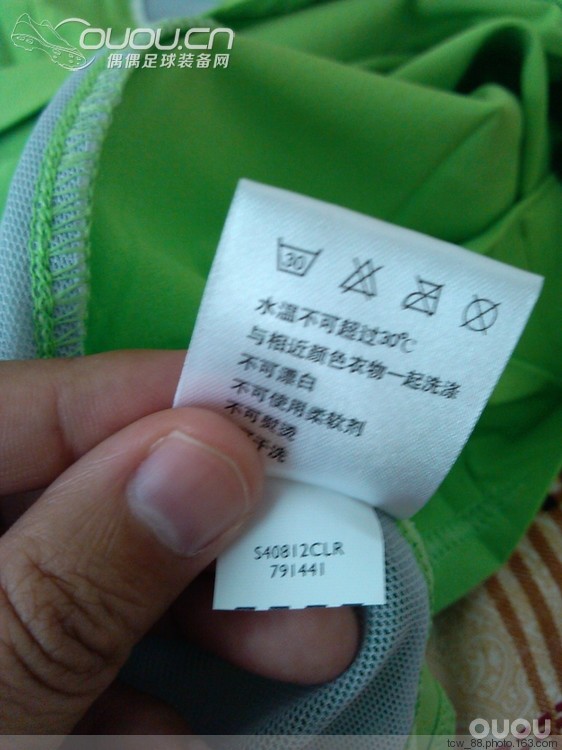 OUOU.CN
偶偶足球装备网
30
水温不可超过30℃
与相近颜色衣物一起洗涤
不可漂白
不可使用柔软剂
不可熨烫
干洗
S40812CLR
791441
OUOU
tcw_88.photo.163.com